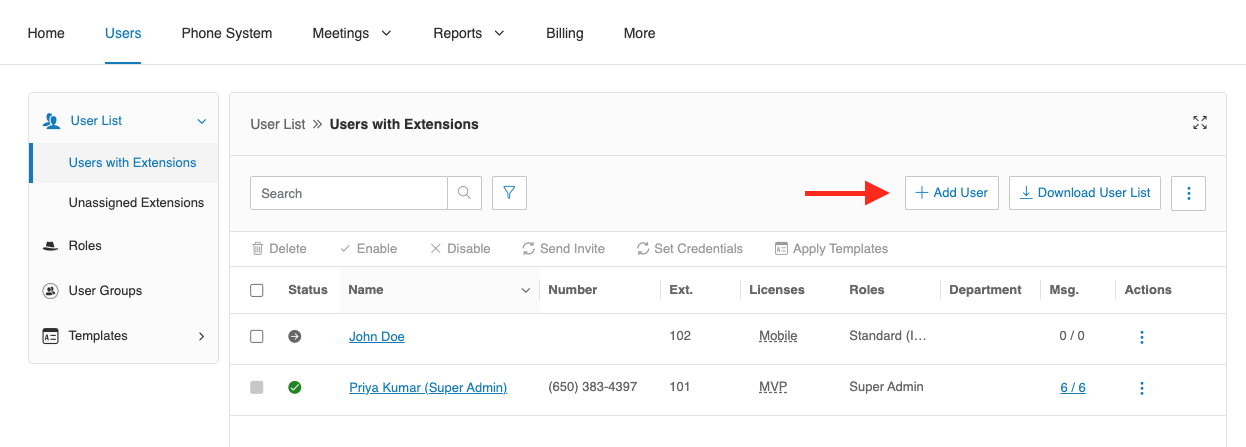 Home Users Phone System Meetings Reports Billing More
User List
Users with Extensions
Unassigned Extensions
Roles
User Groups
Templates
User List » Users with Extensions
Search
+ Add User Download User List
Delete Enable Disable Send Invite Set Credentials Apply Templates
Status Name Number Ext. Licenses Roles Department Msg. Actions
John Doe 102 Mobile Standard (I... 0 / 0
Priya Kumar (Super Admin) (650) 383-4397 101 MVP Super Admin 6 / 6